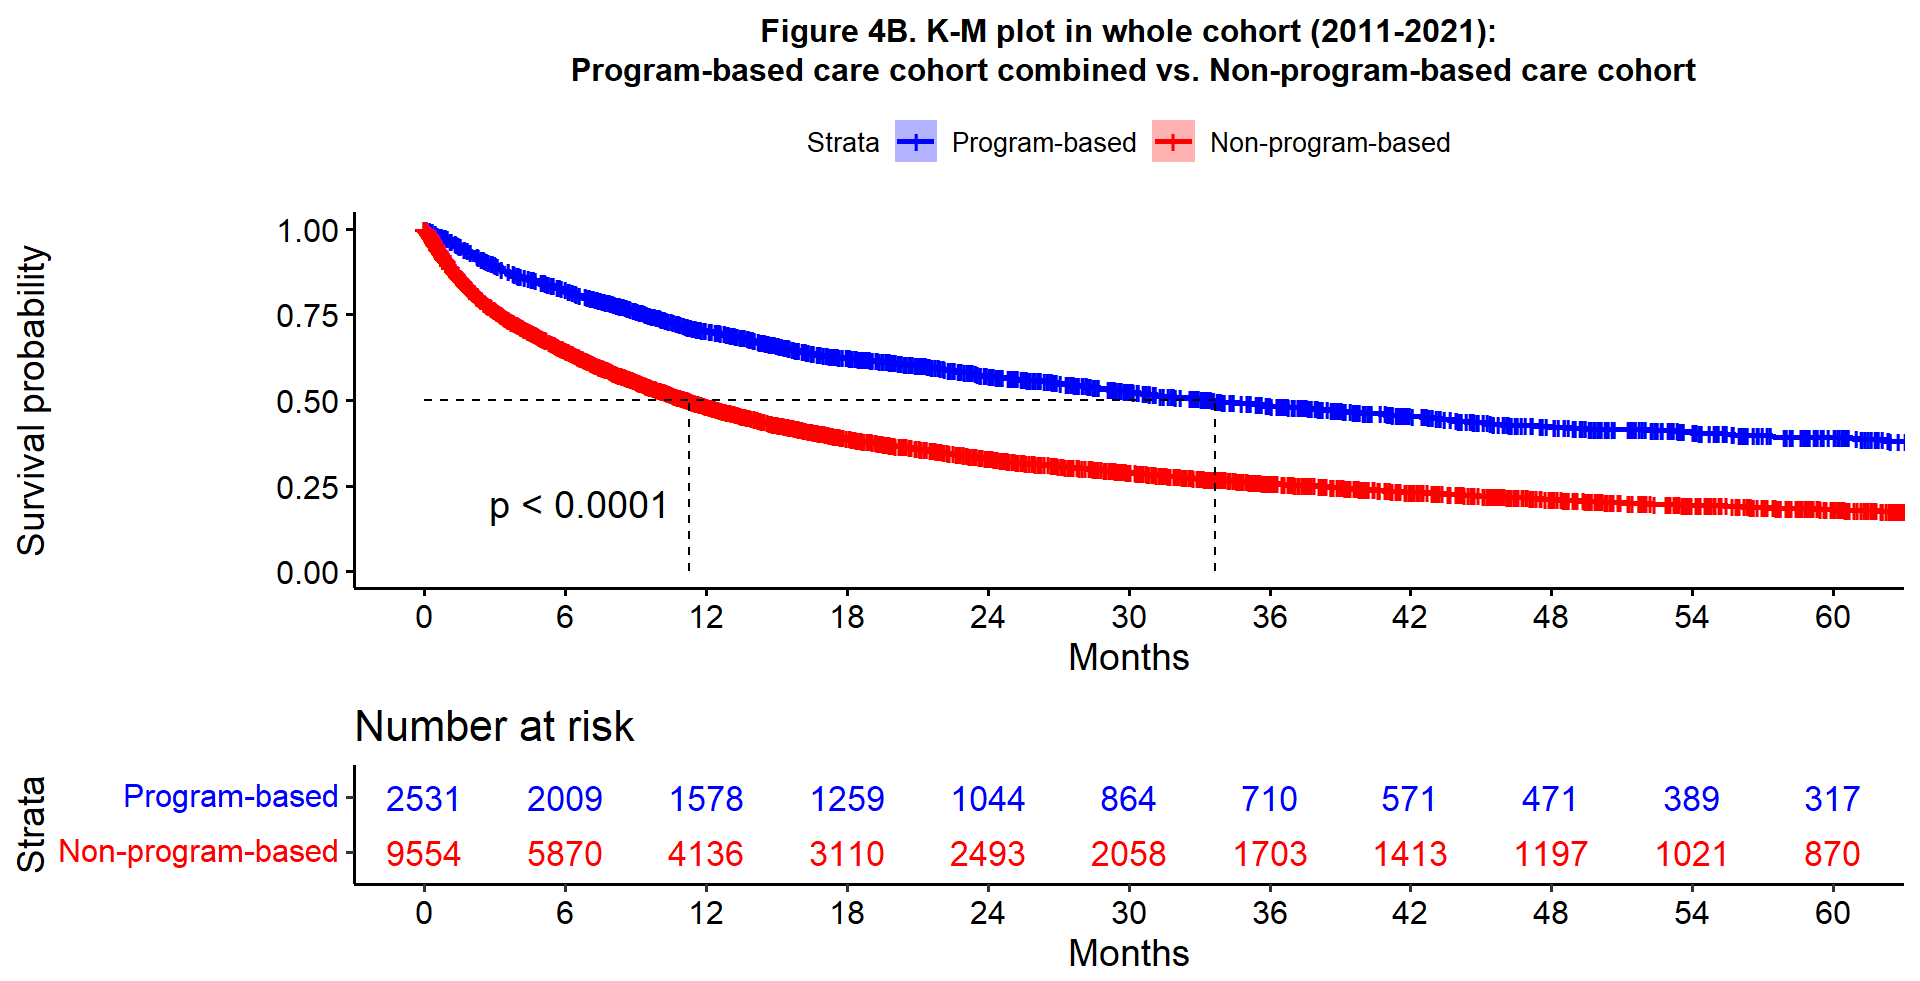 Figure 4B. K-M plot in whole cohort (2011-2021):
Program-based care cohort combined vs. Non-program-based care cohort
Strata Program-based Non-program-based
Survival probability
1.00
0.75
0.50
0.25
0.00
p < 0.0001
0 6 12 18 24 30 36 42 48 54 60
Months
Number at risk
Strata
Program-based 2531 2009 1578 1259 1044 864 710 571 471 389 317
Non-program-based 9554 5870 4136 3110 2493 2058 1703 1413 1197 1021 870
0 6 12 18 24 30 36 42 48 54 60
Months